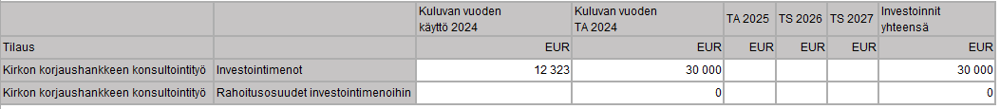 Kuluvan vuoden käyttö 2024 Kuluvan vuoden TA 2024 TA 2025 TS 2026 TS 2027 Investoinnit yhteensä
Tilaus EUR EUR EUR EUR EUR EUR
Kirkon korjaushankkeen konsultointityö Investointimenot 12 323 30 000 30 000
Kirkon korjaushankkeen konsultointityö Rahoitusosuudet investointimenoihin 0 0